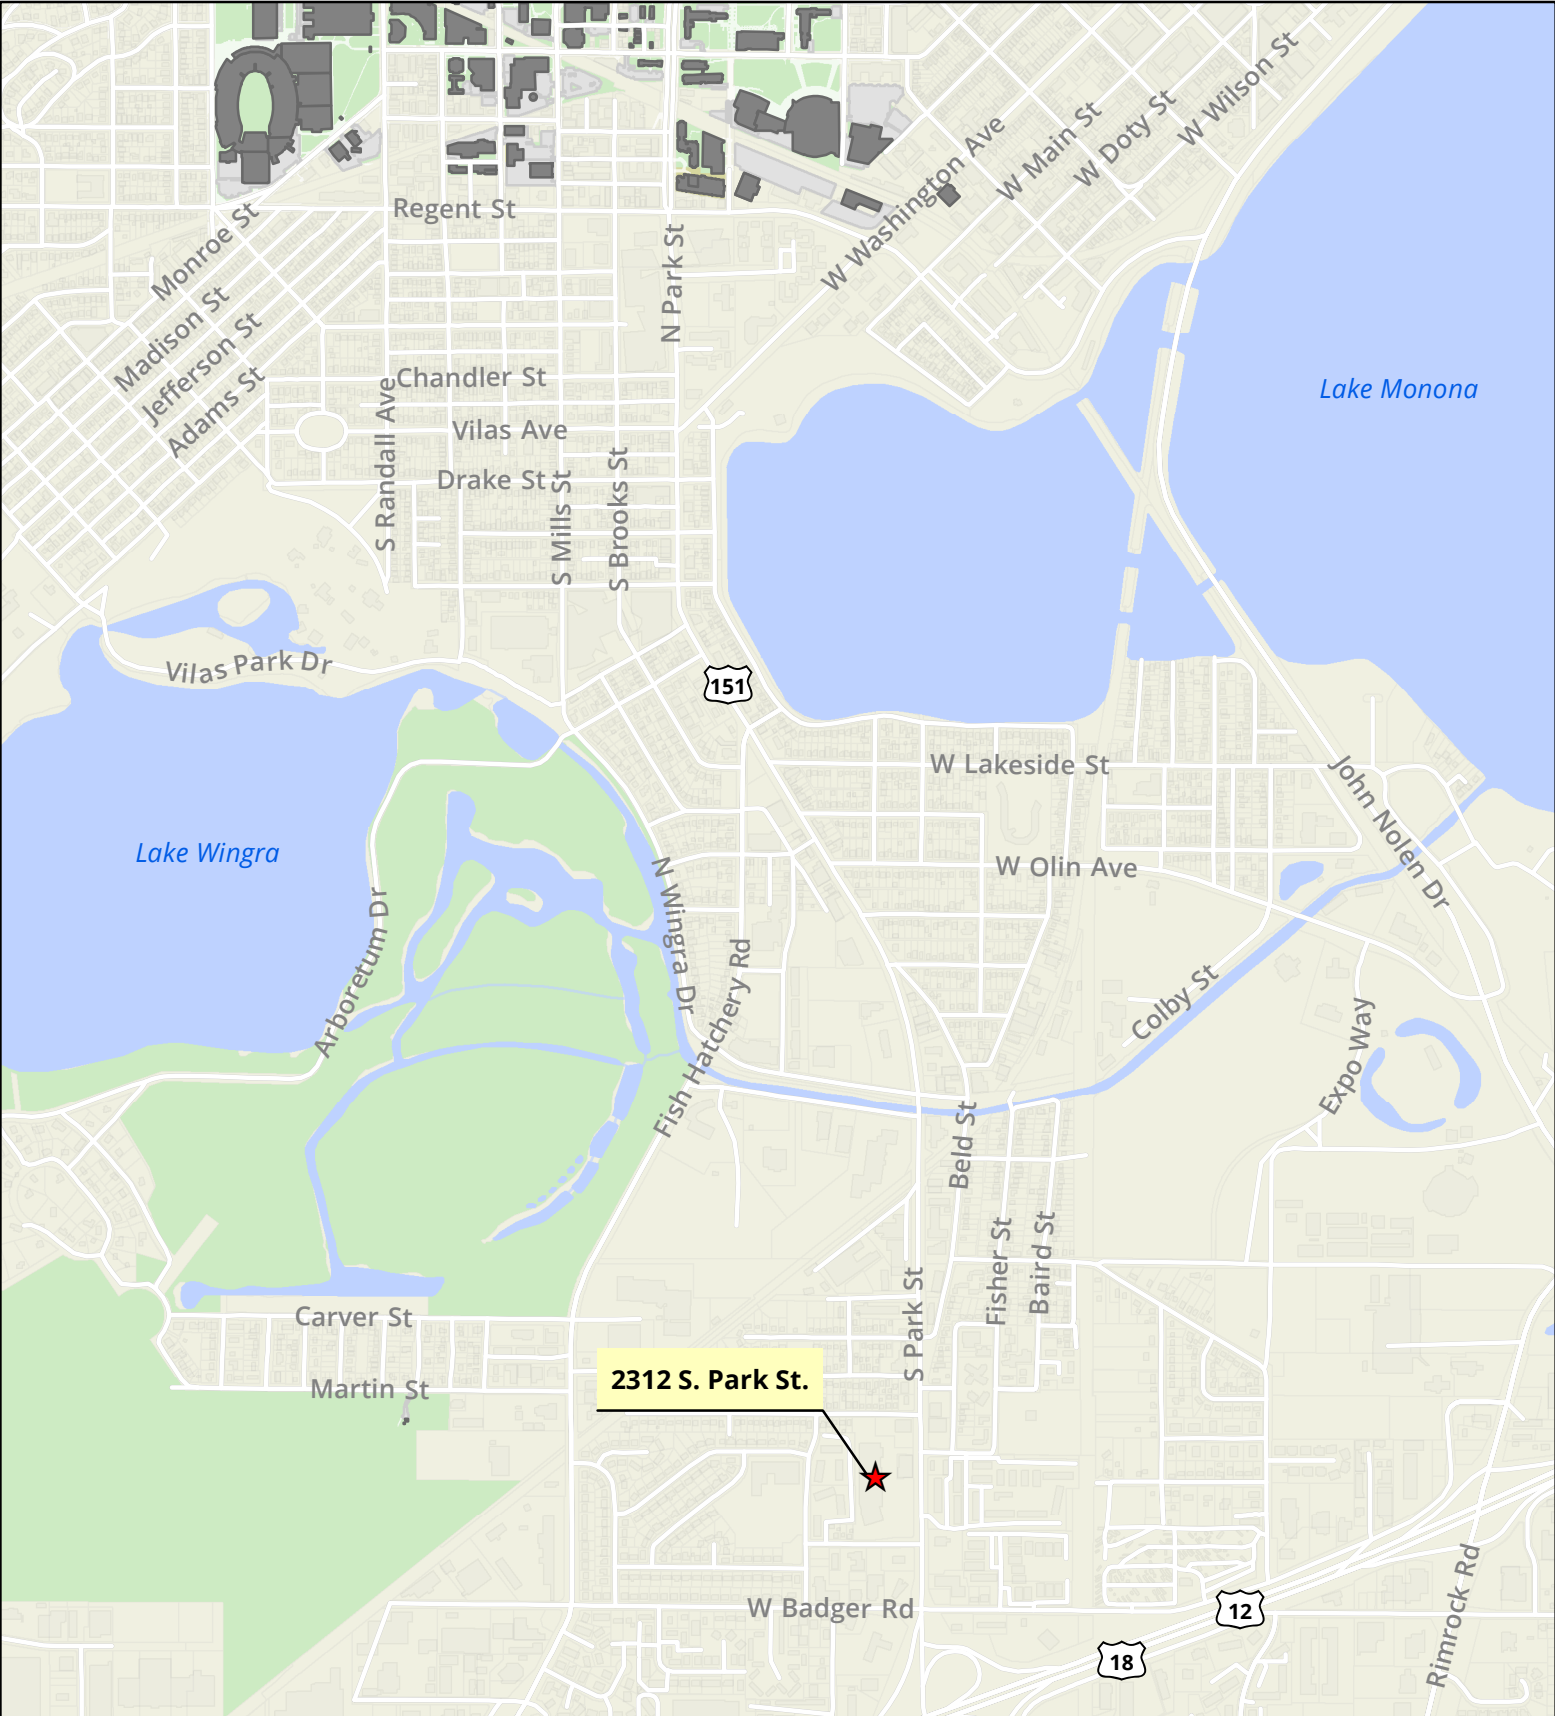 W Wilson St
W Doty St
W Main St
W Washington Ave
Regent St
Monroe St
N Park St
Madison St
Jefferson St
Adams St
Chandler St
Lake Monona
S Randall Ave
Vilas Ave
Drake St
S Mills St
S Brooks St
Vilas Park Dr
151
W Lakeside St
John Nolen Dr
Lake Wingra
W Olin Ave
N Wingra Dr
Arboretum Dr
Fish Hatchery Rd
Colby St
Expo Way
Beld St
Fisher St
Baird St
S Park St
Carver St
Martin St
2312 S. Park St.
W Badger Rd
12
18
Rimrock Rd